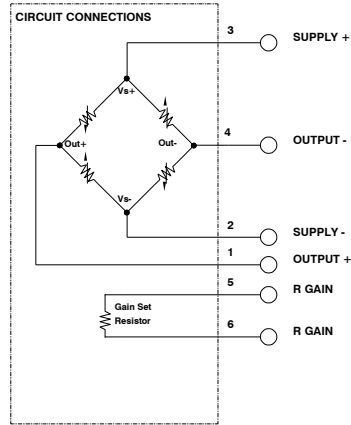 CIRCUIT CONNECTIONS
3
SUPPLY +
Vs+
4
Out+
Out-
OUTPUT -
Vs-
2
SUPPLY -
1
OUTPUT +
5
R GAIN
Gain Set
Resistor
6
R GAIN